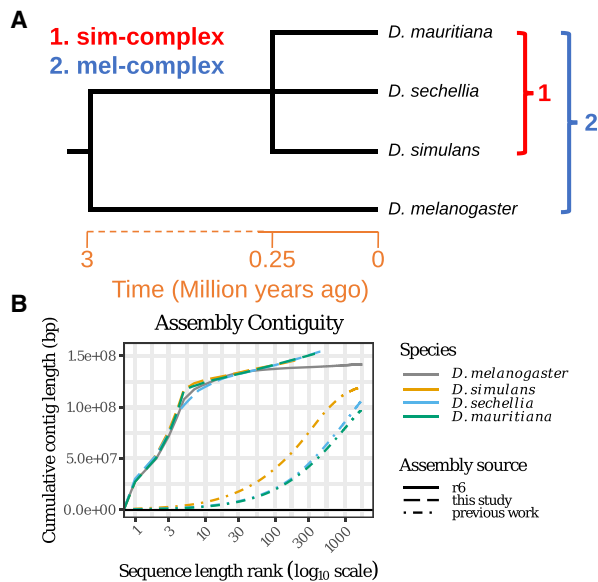 A
1. sim-complex
2. mel-complex
D. mauritiana
D. sechellia
D. simulans
D. melanogaster
1
2
3 0.25 0
Time (Million years ago)
B
Assembly Contiguity
Cumulative contig length (bp)
1.5e+08
1.0e+08
5.0e+07
0.0e+00
1 3 10 30 100 300 1000
Sequence length rank (log10 scale)
Species
D. melanogaster
D. simulans
D. sechellia
D. mauritiana
Assembly source
r6
this study
previous work